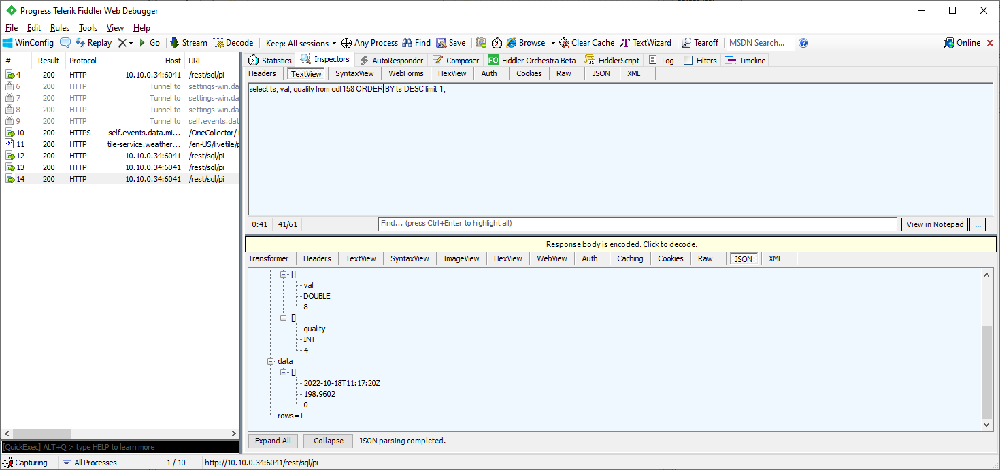 Progress Telerik Fiddler Web Debugger
File Edit Rules Tools View Help
WinConfig Replay Go Stream Decode Keep: All sessions Any Process Find Save Browse Clear Cache TextWizard Tearoff MSDN Search... Online
# Result Protocol Host URL
4 200 HTTP 10.10.0.34:6041 /rest/sql/pi
6 200 HTTP Tunnel to settings-win.da
7 200 HTTP Tunnel to settings-win.da
8 200 HTTP Tunnel to settings-win.da
9 200 HTTP Tunnel to self.events.dat
10 200 HTTPS self.events.data.mi... /OneCollector/1
11 200 HTTP tile-service.weather... /en-US/livetile/p
12 200 HTTP 10.10.0.34:6041 /rest/sql/pi
13 200 HTTP 10.10.0.34:6041 /rest/sql/pi
14 200 HTTP 10.10.0.34:6041 /rest/sql/pi
[QuickExec] ALT+Q > type HELP to learn more
Statistics Inspectors AutoResponder Composer FO Fiddler Orchestra Beta FiddlerScript Log Filters Timeline
Headers TextView SyntaxView WebForms HexView Auth Cookies Raw JSON XML
select ts, val, quality from cdt158 ORDER BY ts DESC limit 1;
0:41 41/61 Find... (press Ctrl+Enter to highlight all) View in Notepad ...
Response body is encoded. Click to decode.
Transformer Headers TextView SyntaxView ImageView HexView WebView Auth Caching Cookies Raw JSON XML
[]
val
DOUBLE
8
[]
quality
INT
4
data
[]
2022-10-18T11:17:20Z
198.9602
0
rows=1
Expand All Collapse JSON parsing completed.
Capturing All Processes 1 / 10 http://10.10.0.34:6041/rest/sql/pi